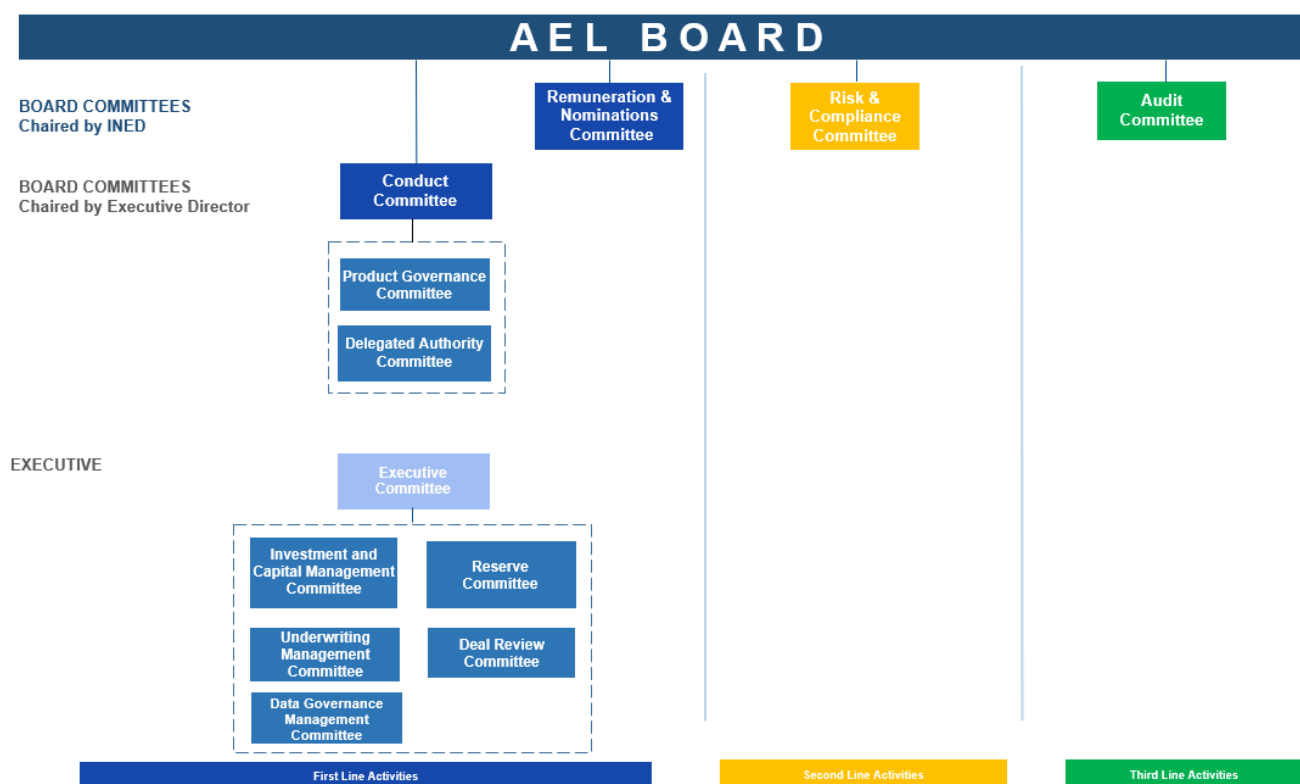 AEL BOARD
BOARD COMMITTEES
Chaired by INED
Remuneration &
Nominations
Committee
Risk &
Compliance
Committee
Audit
Committee
BOARD COMMITTEES
Chaired by Executive Director
Conduct
Committee
Product Governance
Committee
Delegated Authority
Committee
EXECUTIVE
Executive
Committee
Investment and
Capital Management
Committee
Reserve
Committee
Underwriting
Management
Committee
Deal Review
Committee
Data Governance
Management
Committee
First Line Activities
Second Line Activities
Third Line Activities